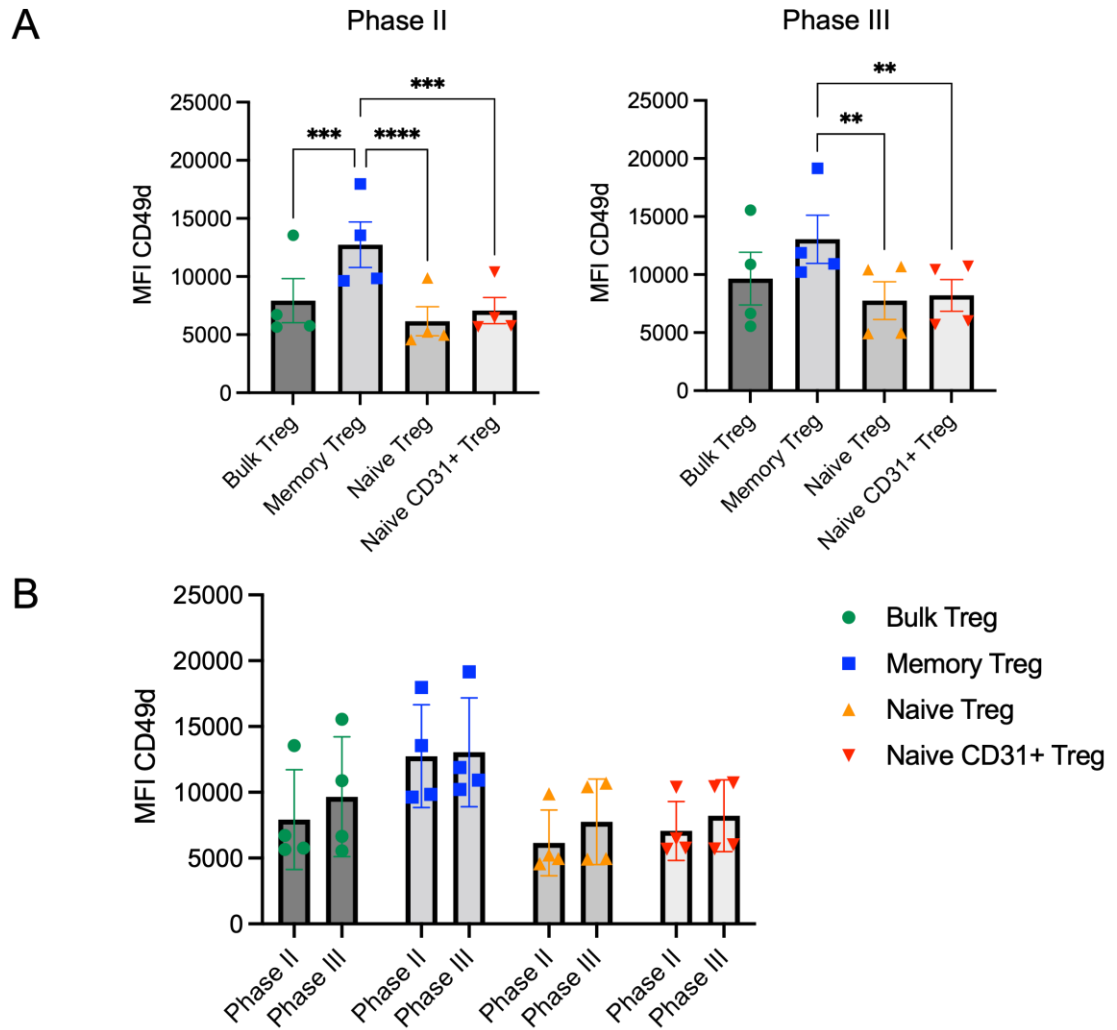 A
Phase II
Phase III
***
***
****
**
**
MFI CD49d
25000
20000
15000
10000
5000
0
Bulk Treg
Memory Treg
Naive Treg
Naive CD31+ Treg
MFI CD49d
25000
20000
15000
10000
5000
0
Bulk Treg
Memory Treg
Naive Treg
Naive CD31+ Treg
B
MFI CD49d
25000
20000
15000
10000
5000
0
Phase II
Phase III
Phase II
Phase III
Phase II
Phase III
Phase II
Phase III
Bulk Treg
Memory Treg
Naive Treg
Naive CD31+ Treg